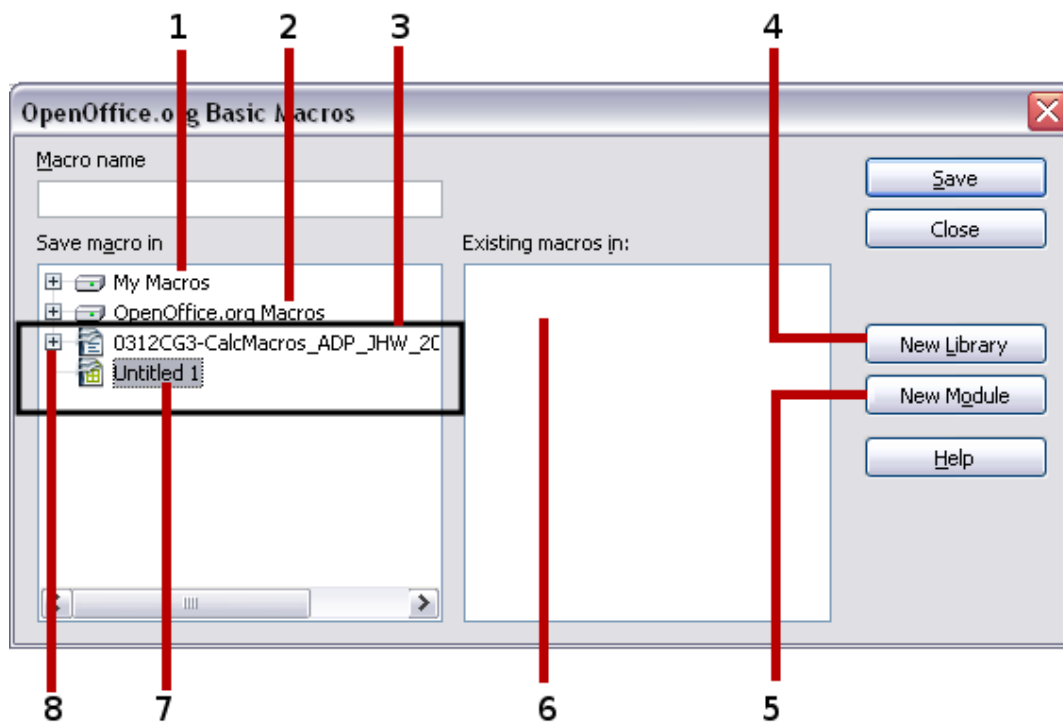 1 2 3 4
OpenOffice.org Basic Macros
Macro name
Save
Close
Save macro in
Existing macros in:
My Macros
OpenOffice.org Macros
0312CG3-CalcMacros_ADP_JHW_20
Untitled 1
New Library
New Module
Help
8 7 6 5